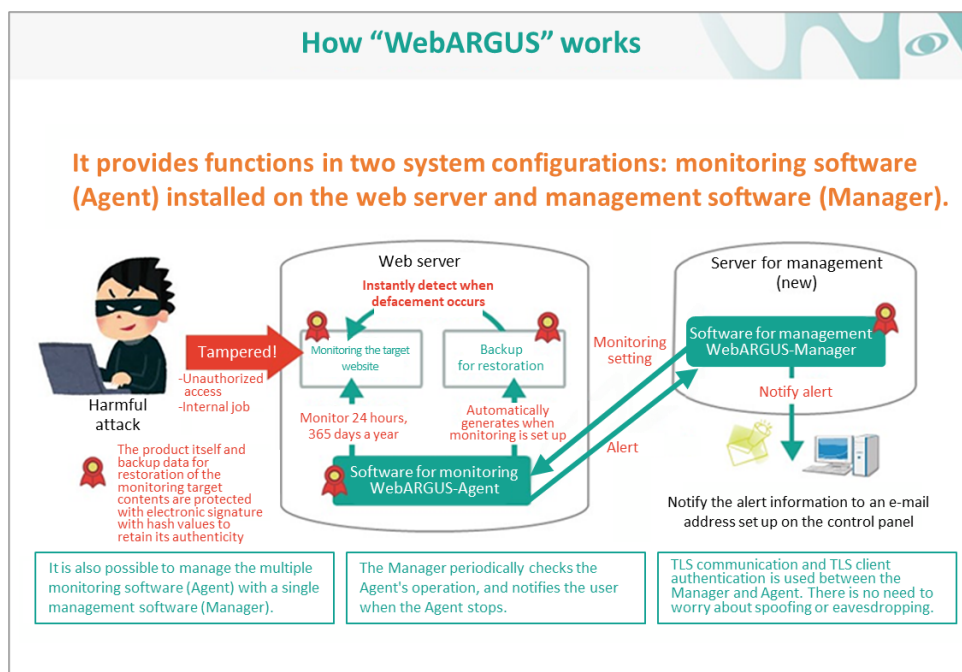 How “WebARGUS” works
It provides functions in two system configurations: monitoring software
(Agent) installed on the web server and management software (Manager).
Web server
Instantly detect when
defacement occurs
Server for management
(new)
Tampered!
Monitoring the target
website
Backup
for restoration
Monitoring
setting
Software for management
WebARGUS-Manager
-Unauthorized
access
-Internal job
Harmful
attack
Monitor 24 hours,
365 days a year
Automatically
generates when
monitoring is set up
Notify alert
Alert
The product itself and
backup data for
restoration of the
monitoring target
contents are protected
with electronic signature
with hash values to
retain its authenticity
Software for monitoring
WebARGUS-Agent
Notify the alert information to an e-mail
address set up on the control panel
It is also possible to manage the multiple
monitoring software (Agent) with a single
management software (Manager).
The Manager periodically checks the
Agent's operation, and notifies the user
when the Agent stops.
TLS communication and TLS client
authentication is used between the
Manager and Agent. There is no need to
worry about spoofing or eavesdropping.